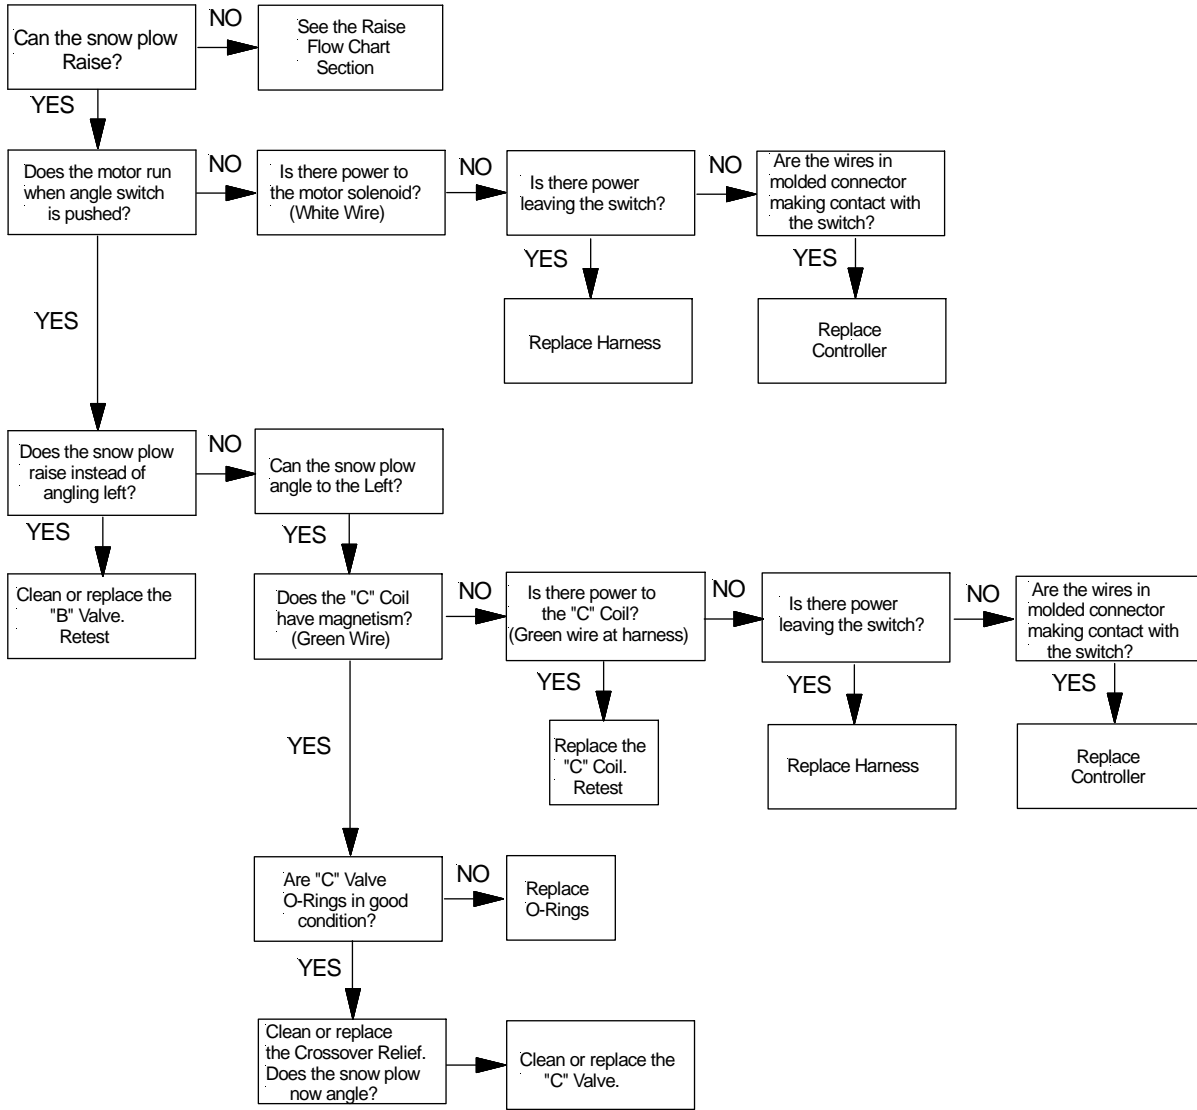 Can the snow plow
Raise?
NO
See the Raise
Flow Chart
Section
YES
Does the motor run
when angle switch
is pushed?
NO
Is there power to
the motor solenoid?
(White Wire)
NO
Is there power
leaving the switch?
NO
Are the wires in
molded connector
making contact with
the switch?
YES
YES
YES
Replace Harness
Replace
Controller
Does the snow plow
raise instead of
angling left?
NO
Can the snow plow
angle to the Left?
YES
YES
Clean or replace the
"B" Valve.
Retest
Does the "C" Coil
have magnetism?
(Green Wire)
NO
Is there power to
the "C" Coil?
(Green wire at harness)
NO
Is there power
leaving the switch?
NO
Are the wires in
molded connector
making contact with
the switch?
YES
YES
YES
YES
Replace the
"C" Coil.
Retest
Replace Harness
Replace
Controller
Are "C" Valve
O-Rings in good
condition?
NO
Replace
O-Rings
YES
Clean or replace
the Crossover Relief.
Does the snow plow
now angle?
Clean or replace the
"C" Valve.